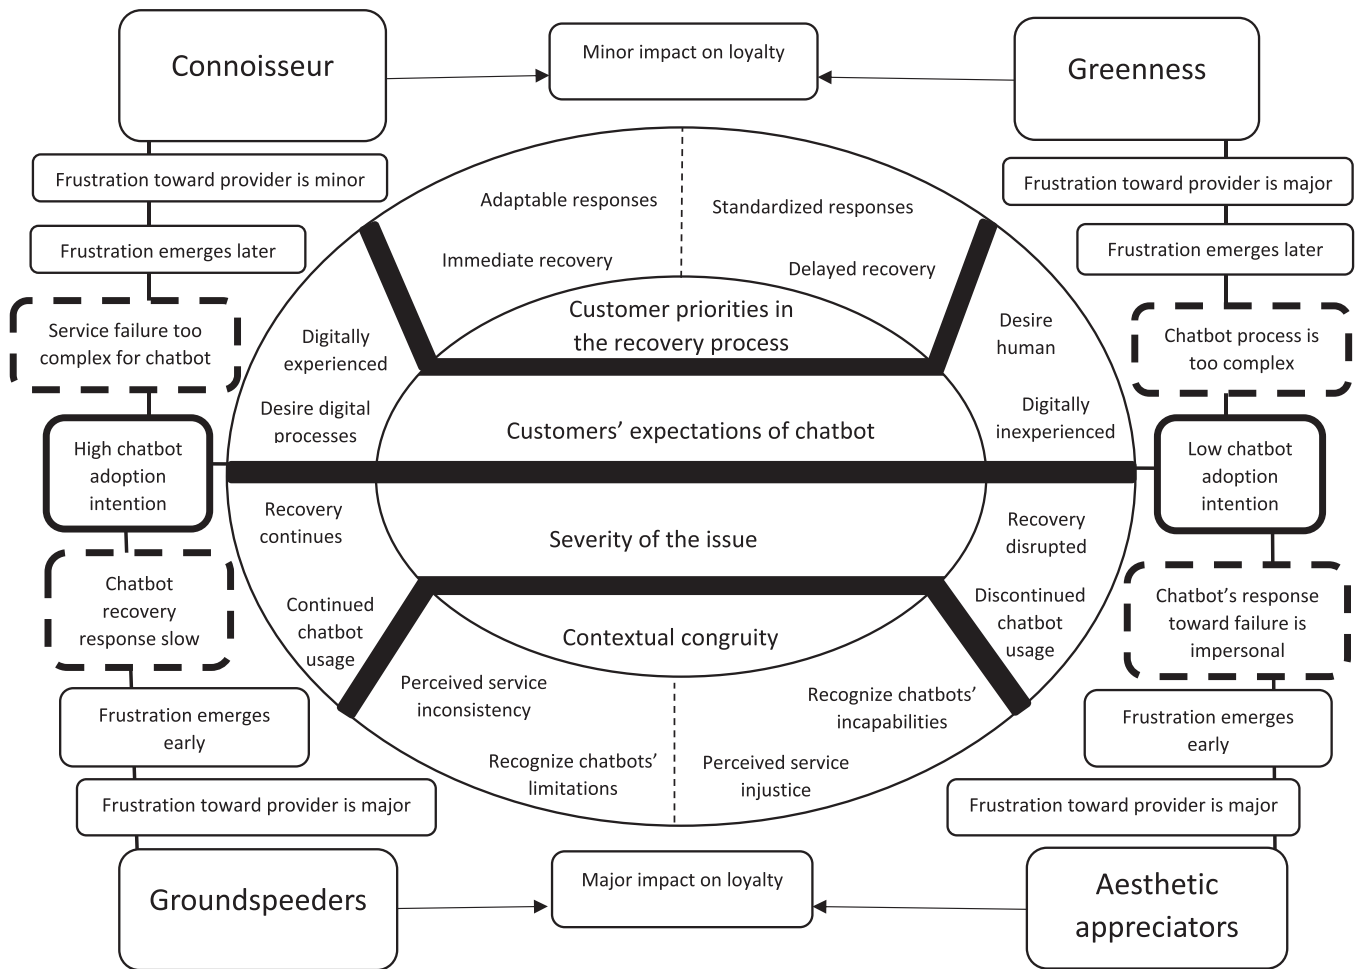 Connoisseur
Minor impact on loyalty
Greenness
Frustration toward provider is minor
Frustration emerges later
Service failure too
complex for chatbot
High chatbot
adoption
intention
Chatbot
recovery
response slow
Frustration emerges
early
Frustration toward provider is major
Groundspeeders
Adaptable responses
Immediate recovery
Standardized responses
Delayed recovery
Customer priorities in
the recovery process
Digitally
experienced
Desire digital
processes
Customers’ expectations of chatbot
Desire
human
Digitally
inexperienced
Recovery
continues
Continued
chatbot
usage
Severity of the issue
Recovery
disrupted
Discontinued
chatbot
usage
Contextual congruity
Perceived service
inconsistency
Recognize chatbots’
limitations
Recognize chatbots’
incapabilities
Perceived service
injustice
Frustration toward provider is major
Frustration emerges later
Chatbot process is
too complex
Low chatbot
adoption
intention
Chatbot’s response
toward failure is
impersonal
Frustration emerges
early
Frustration toward provider is major
Major impact on loyalty
Aesthetic
appreciators